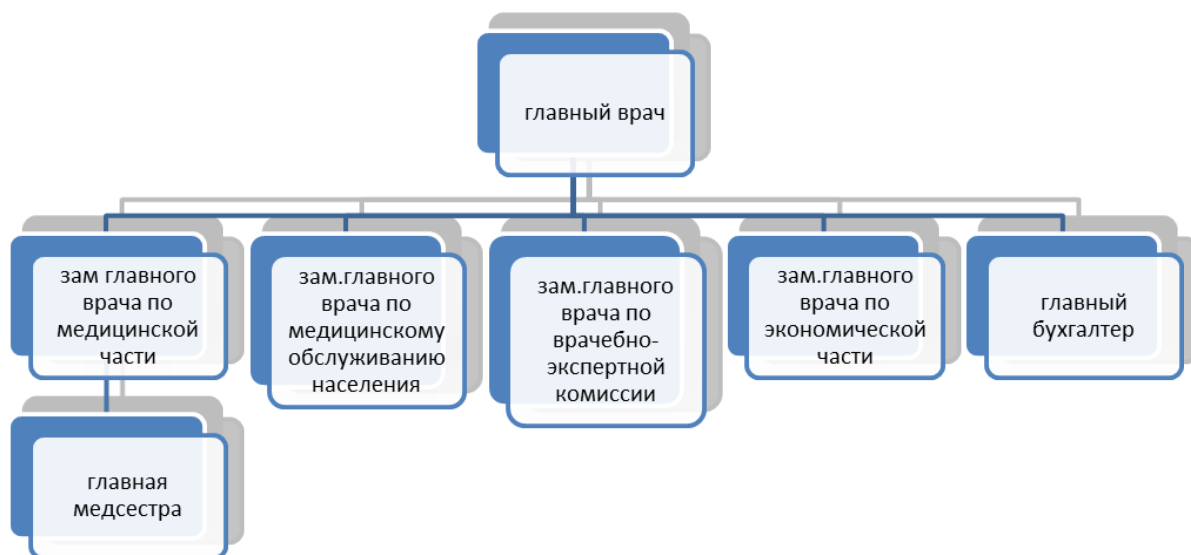 главный врач
зам главного
врача по
медицинской
части
зам.главного
врача по
медицинскому
обслуживанию
населения
зам.главного
врача по
врачебно-
экспертной
комиссии
зам.главного
врача по
экономической
части
главный
бухгалтер
главная
медсестра